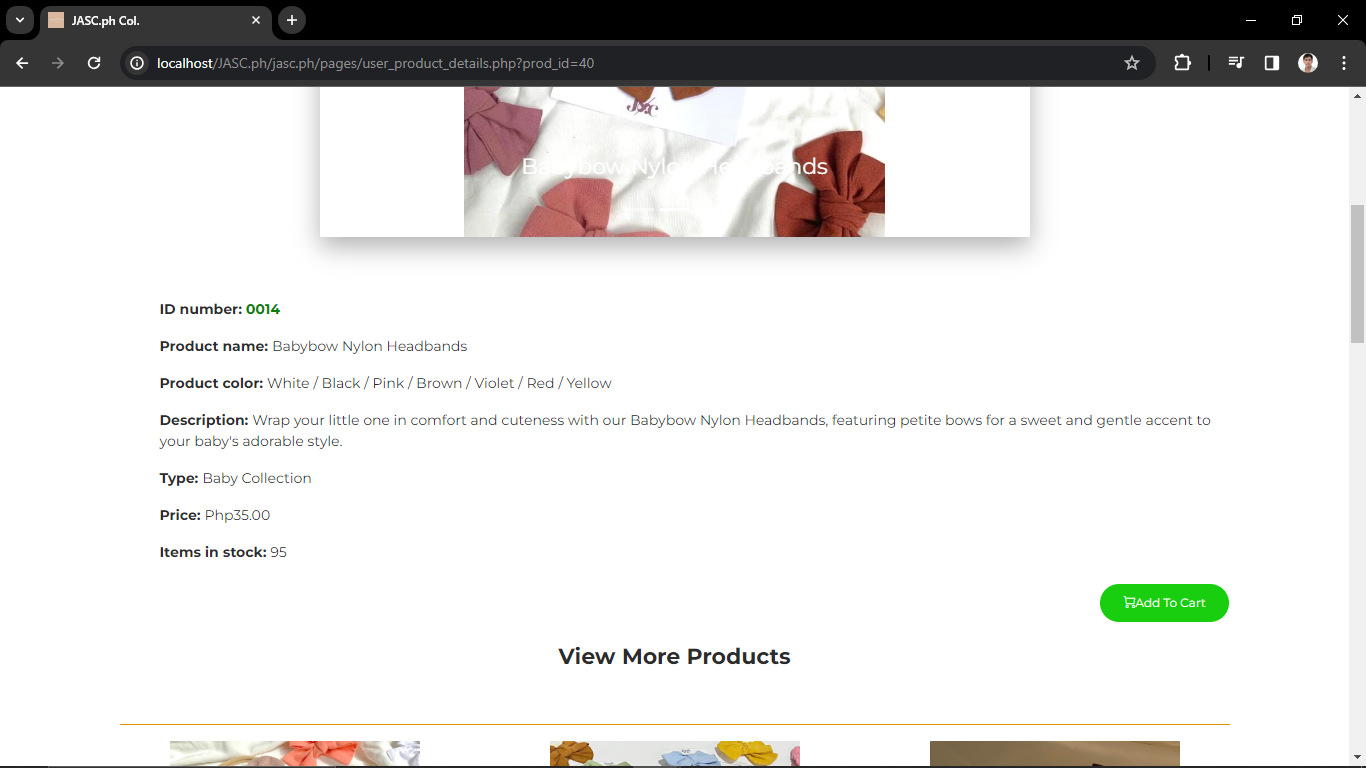 JASC.ph Col.
localhost/JASC.ph/jasc.ph/pages/user_product_details.php?prod_id=40
Babybow Nylon Headbands
ID number: 0014
Product name: Babybow Nylon Headbands
Product color: White / Black / Pink / Brown / Violet / Red / Yellow
Description: Wrap your little one in comfort and cuteness with our Babybow Nylon Headbands, featuring petite bows for a sweet and gentle accent to
your baby's adorable style.
Type: Baby Collection
Price: Php35.00
Items in stock: 95
Add To Cart
View More Products